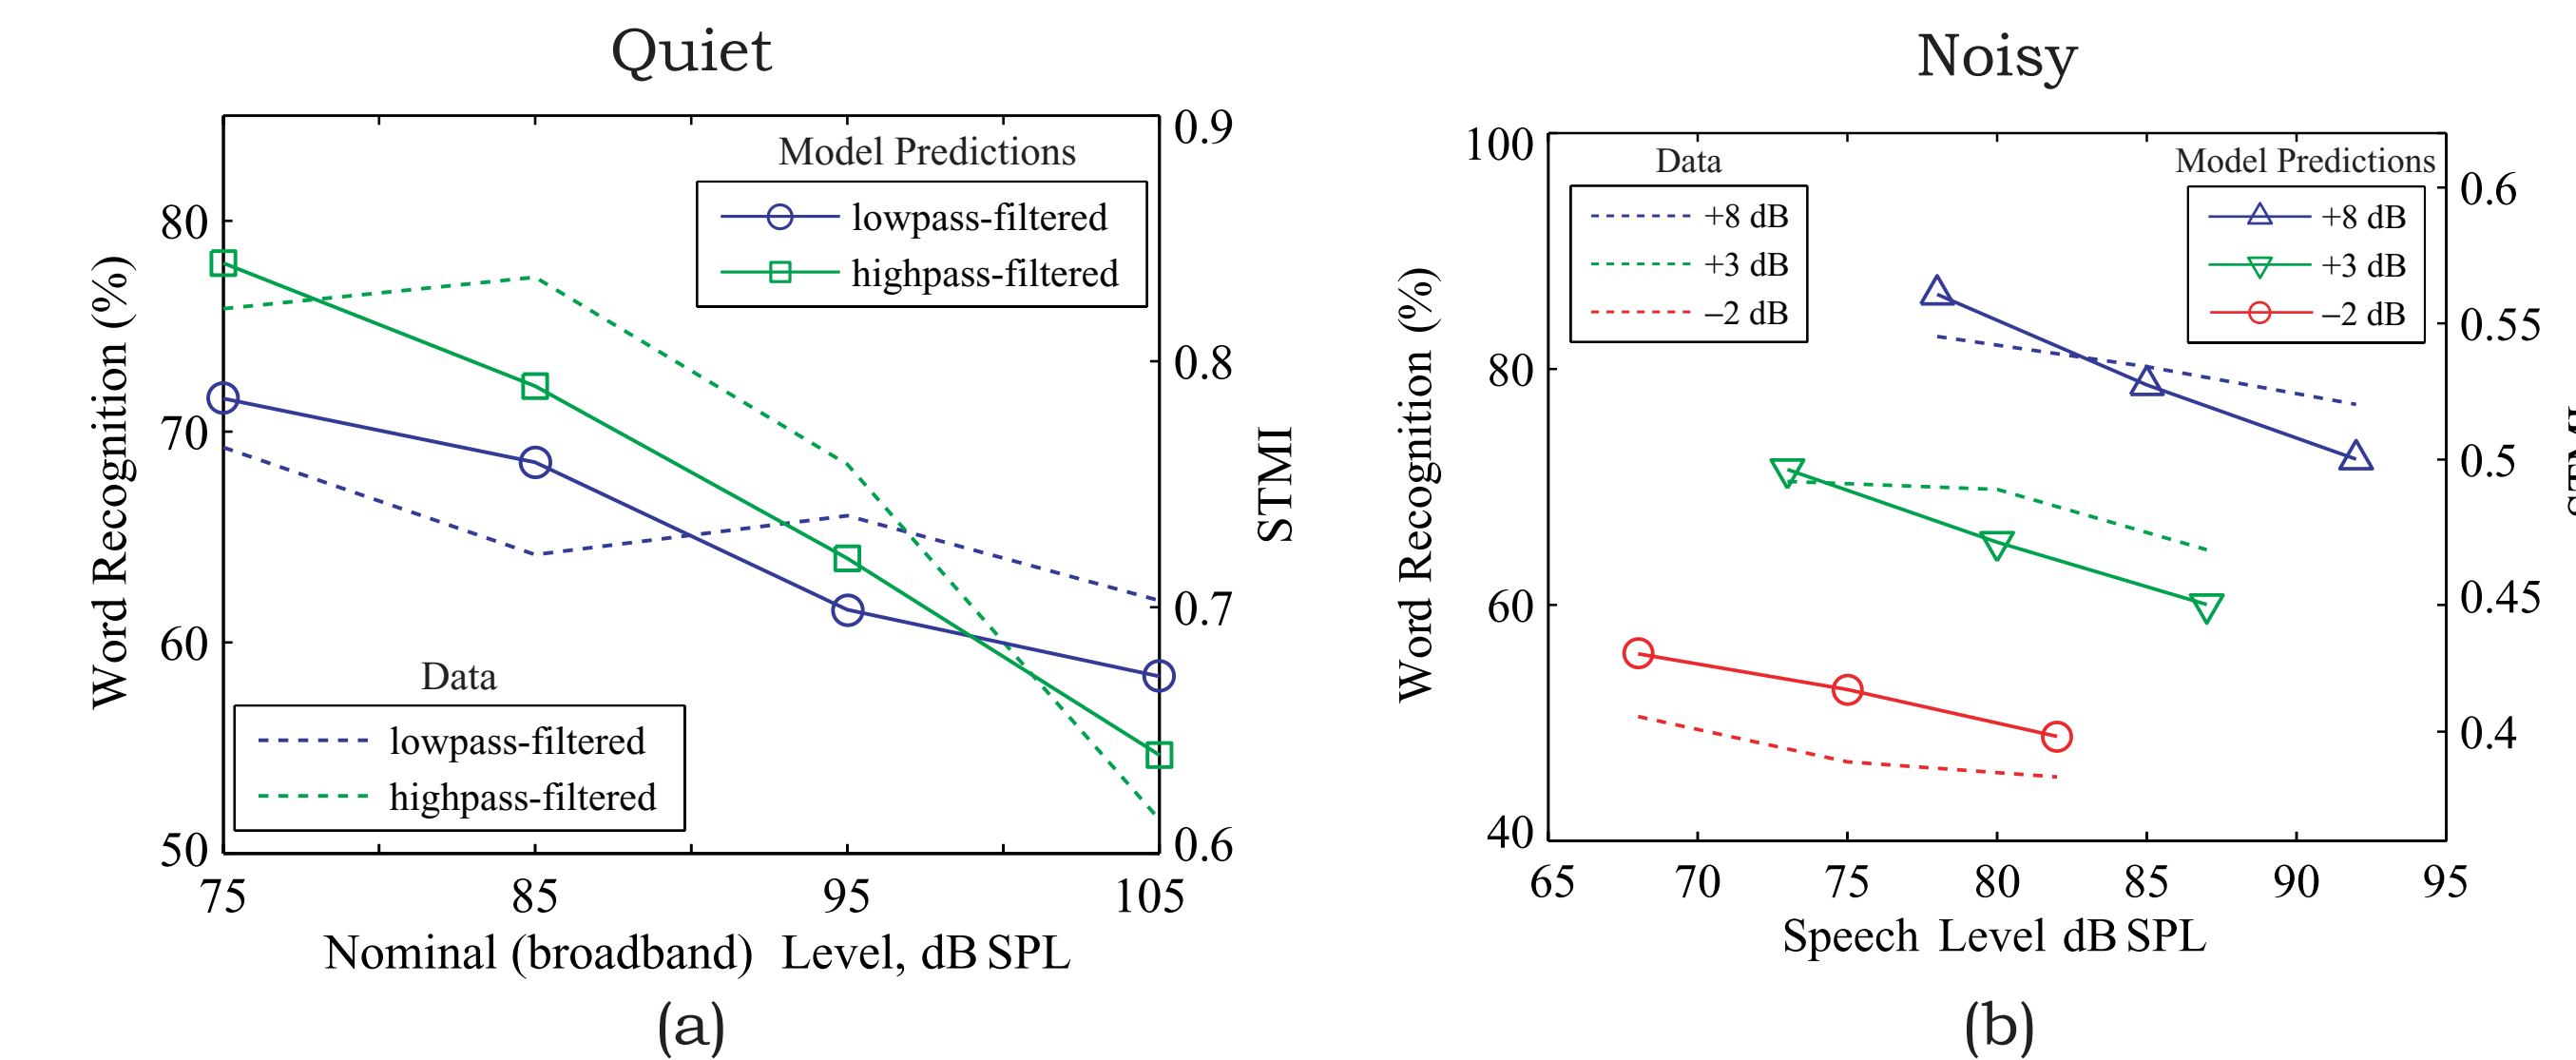 Quiet
Model Predictions
lowpass-filtered
highpass-filtered
Data
lowpass-filtered
highpass-filtered
Word Recognition (%)
80
70
60
50
0.9
0.8
0.7
0.6
STMI
75 85 95 105
Nominal (broadband) Level, dB SPL
(a)
Noisy
Data
+8 dB
+3 dB
–2 dB
Model Predictions
+8 dB
+3 dB
–2 dB
Word Recognition (%)
100
80
60
40
0.6
0.55
0.5
0.45
0.4
65 70 75 80 85 90 95
Speech Level dB SPL
(b)